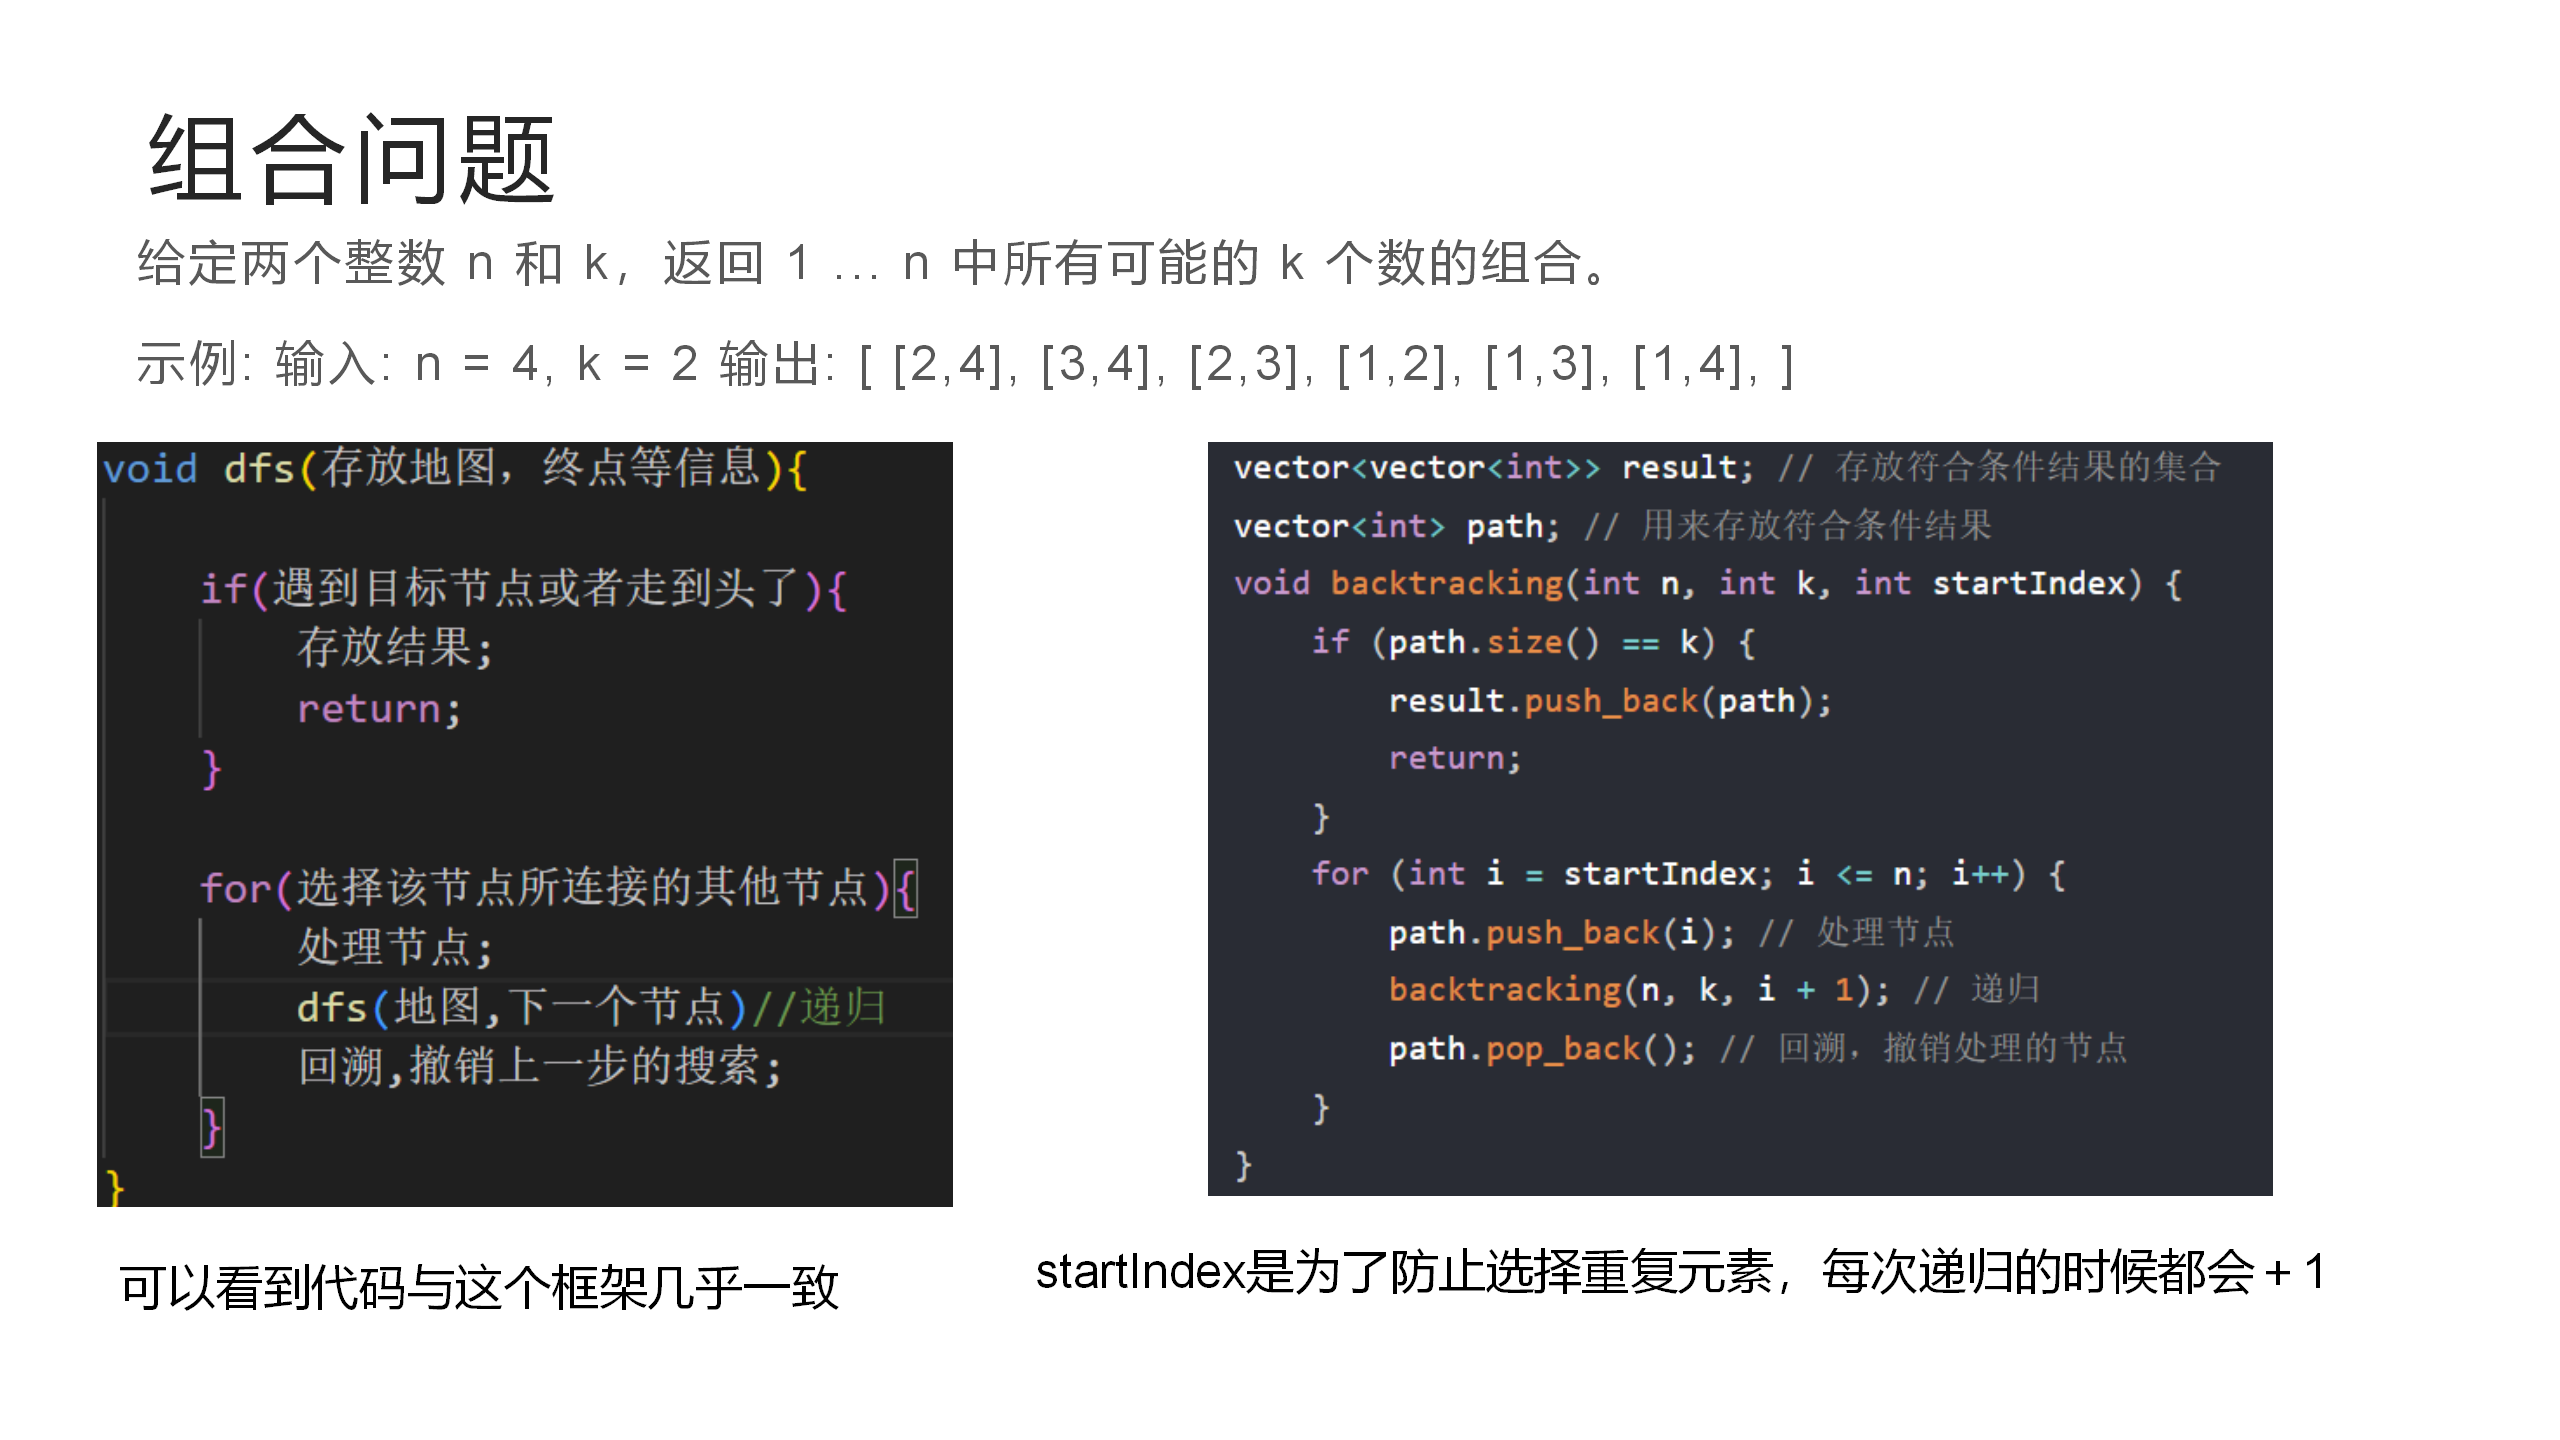 组合问题
给定两个整数 n 和 k，返回 1 ... n 中所有可能的 k 个数的组合。
示例: 输入: n = 4, k = 2 输出: [ [2,4], [3,4], [2,3], [1,2], [1,3], [1,4], ]
void dfs(存放地图，终点等信息){
if(遇到目标节点或者走到头了){
存放结果;
return;
}
for(选择该节点所连接的其他节点){
处理节点;
dfs(地图,下一个节点)//递归
回溯,撤销上一步的搜索;
}
}
可以看到代码与这个框架几乎一致
vector<vector<int>> result; // 存放符合条件结果的集合
vector<int> path; // 用来存放符合条件结果
void backtracking(int n, int k, int startIndex) {
if (path.size() == k) {
result.push_back(path);
return;
}
for (int i = startIndex; i <= n; i++) {
path.push_back(i); // 处理节点
backtracking(n, k, i + 1); // 递归
path.pop_back(); // 回溯，撤销处理的节点
}
}
startIndex是为了防止选择重复元素，每次递归的时候都会+1